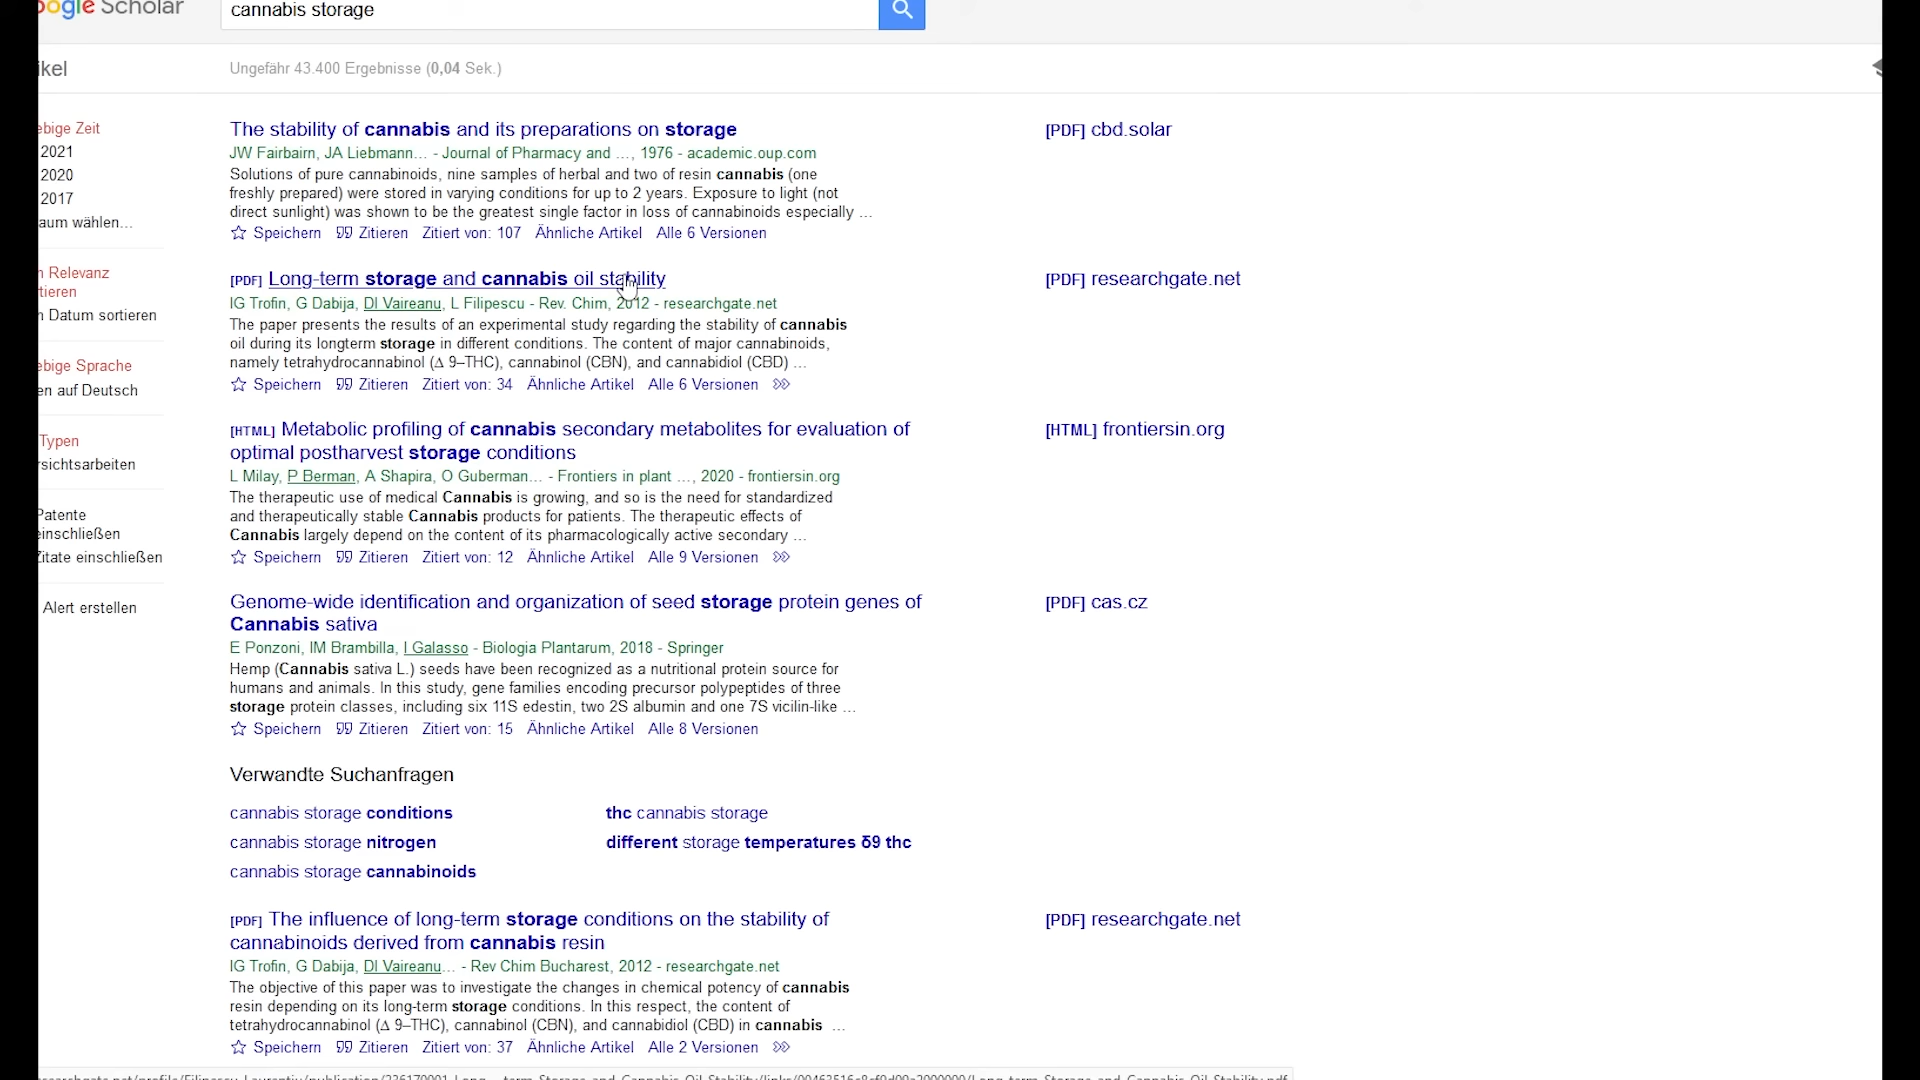 oogle Scholar
cannabis storage
ikel
Ungefähr 43.400 Ergebnisse (0,04 Sek.)
ebige Zeit
2021
2020
2017
aum wählen...
n Relevanz
tieren
n Datum sortieren
ebige Sprache
en auf Deutsch
Typen
rsichtsarbeiten
Patente
einschließen
Zitate einschließen
Alert erstellen
The stability of cannabis and its preparations on storage
[PDF] cbd.solar
JW Fairbairn, JA Liebmann... - Journal of Pharmacy and ..., 1976 - academic.oup.com
Solutions of pure cannabinoids, nine samples of herbal and two of resin cannabis (one
freshly prepared) were stored in varying conditions for up to 2 years. Exposure to light (not
direct sunlight) was shown to be the greatest single factor in loss of cannabinoids especially ...
Speichern Zitieren Zitiert von: 107 Ähnliche Artikel Alle 6 Versionen
[PDF] Long-term storage and cannabis oil stability
[PDF] researchgate.net
IG Trofin, G Dabija, DI Vaireanu, L Filipescu - Rev. Chim, 2012 - researchgate.net
The paper presents the results of an experimental study regarding the stability of cannabis
oil during its longterm storage in different conditions. The content of major cannabinoids,
namely tetrahydrocannabinol (Δ 9–THC), cannabinol (CBN), and cannabidiol (CBD) ...
Speichern Zitieren Zitiert von: 34 Ähnliche Artikel Alle 6 Versionen
[HTML] Metabolic profiling of cannabis secondary metabolites for evaluation of
optimal postharvest storage conditions
[HTML] frontiersin.org
L Milay, P Berman, A Shapira, O Guberman... - Frontiers in plant ..., 2020 - frontiersin.org
The therapeutic use of medical Cannabis is growing, and so is the need for standardized
and therapeutically stable Cannabis products for patients. The therapeutic effects of
Cannabis largely depend on the content of its pharmacologically active secondary ...
Speichern Zitieren Zitiert von: 12 Ähnliche Artikel Alle 9 Versionen
Genome-wide identification and organization of seed storage protein genes of
Cannabis sativa
[PDF] cas.cz
E Ponzoni, IM Brambilla, I Galasso - Biologia Plantarum, 2018 - Springer
Hemp (Cannabis sativa L.) seeds have been recognized as a nutritional protein source for
humans and animals. In this study, gene families encoding precursor polypeptides of three
storage protein classes, including six 11S edestin, two 2S albumin and one 7S vicilin-like ...
Speichern Zitieren Zitiert von: 15 Ähnliche Artikel Alle 8 Versionen
Verwandte Suchanfragen
cannabis storage conditions
thc cannabis storage
cannabis storage nitrogen
different storage temperatures δ9 thc
cannabis storage cannabinoids
[PDF] The influence of long-term storage conditions on the stability of
cannabinoids derived from cannabis resin
[PDF] researchgate.net
IG Trofin, G Dabija, DI Vaireanu... - Rev Chim Bucharest, 2012 - researchgate.net
The objective of this paper was to investigate the changes in chemical potency of cannabis
resin depending on its long-term storage conditions. In this respect, the content of
tetrahydrocannabinol (Δ 9–THC), cannabinol (CBN), and cannabidiol (CBD) in cannabis ...
Speichern Zitieren Zitiert von: 37 Ähnliche Artikel Alle 2 Versionen